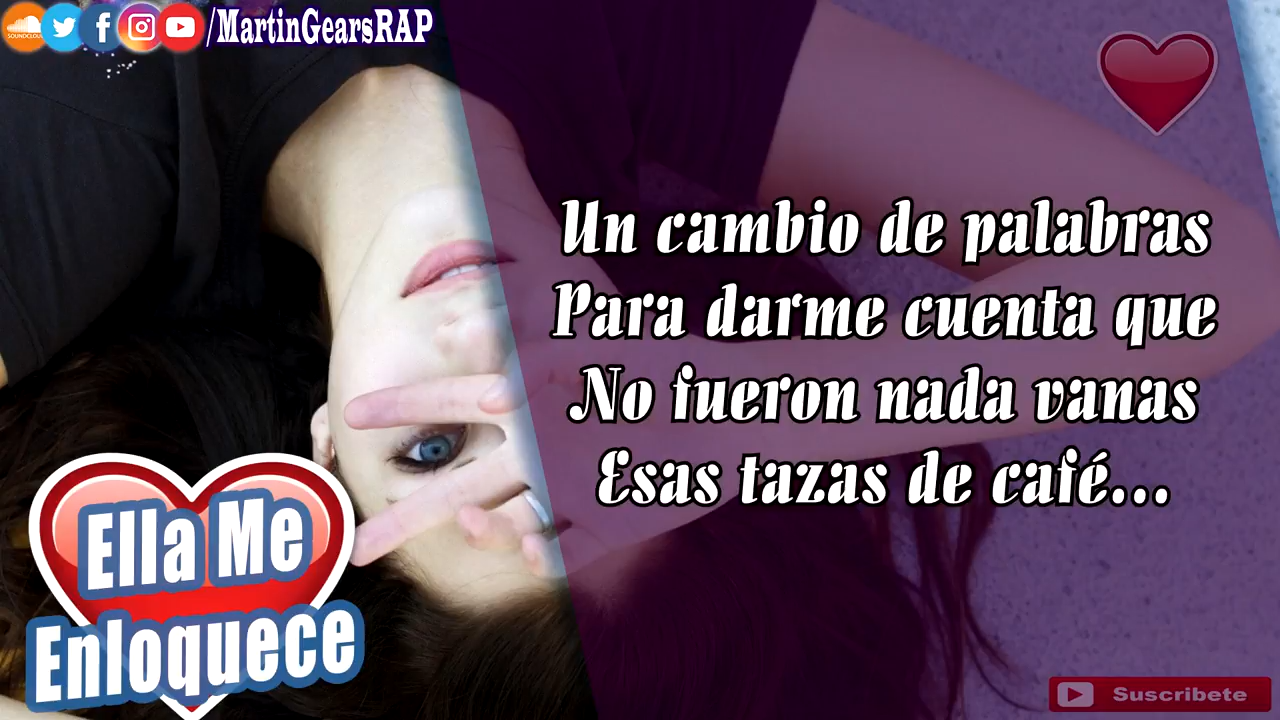 SOUNDCLOUD
/MartinGearsRAP
Un cambio de palabras
Para darme cuenta que
No fueron nada vanas
Esas tazas de café...
Ella Me
Enloquece
Suscribete